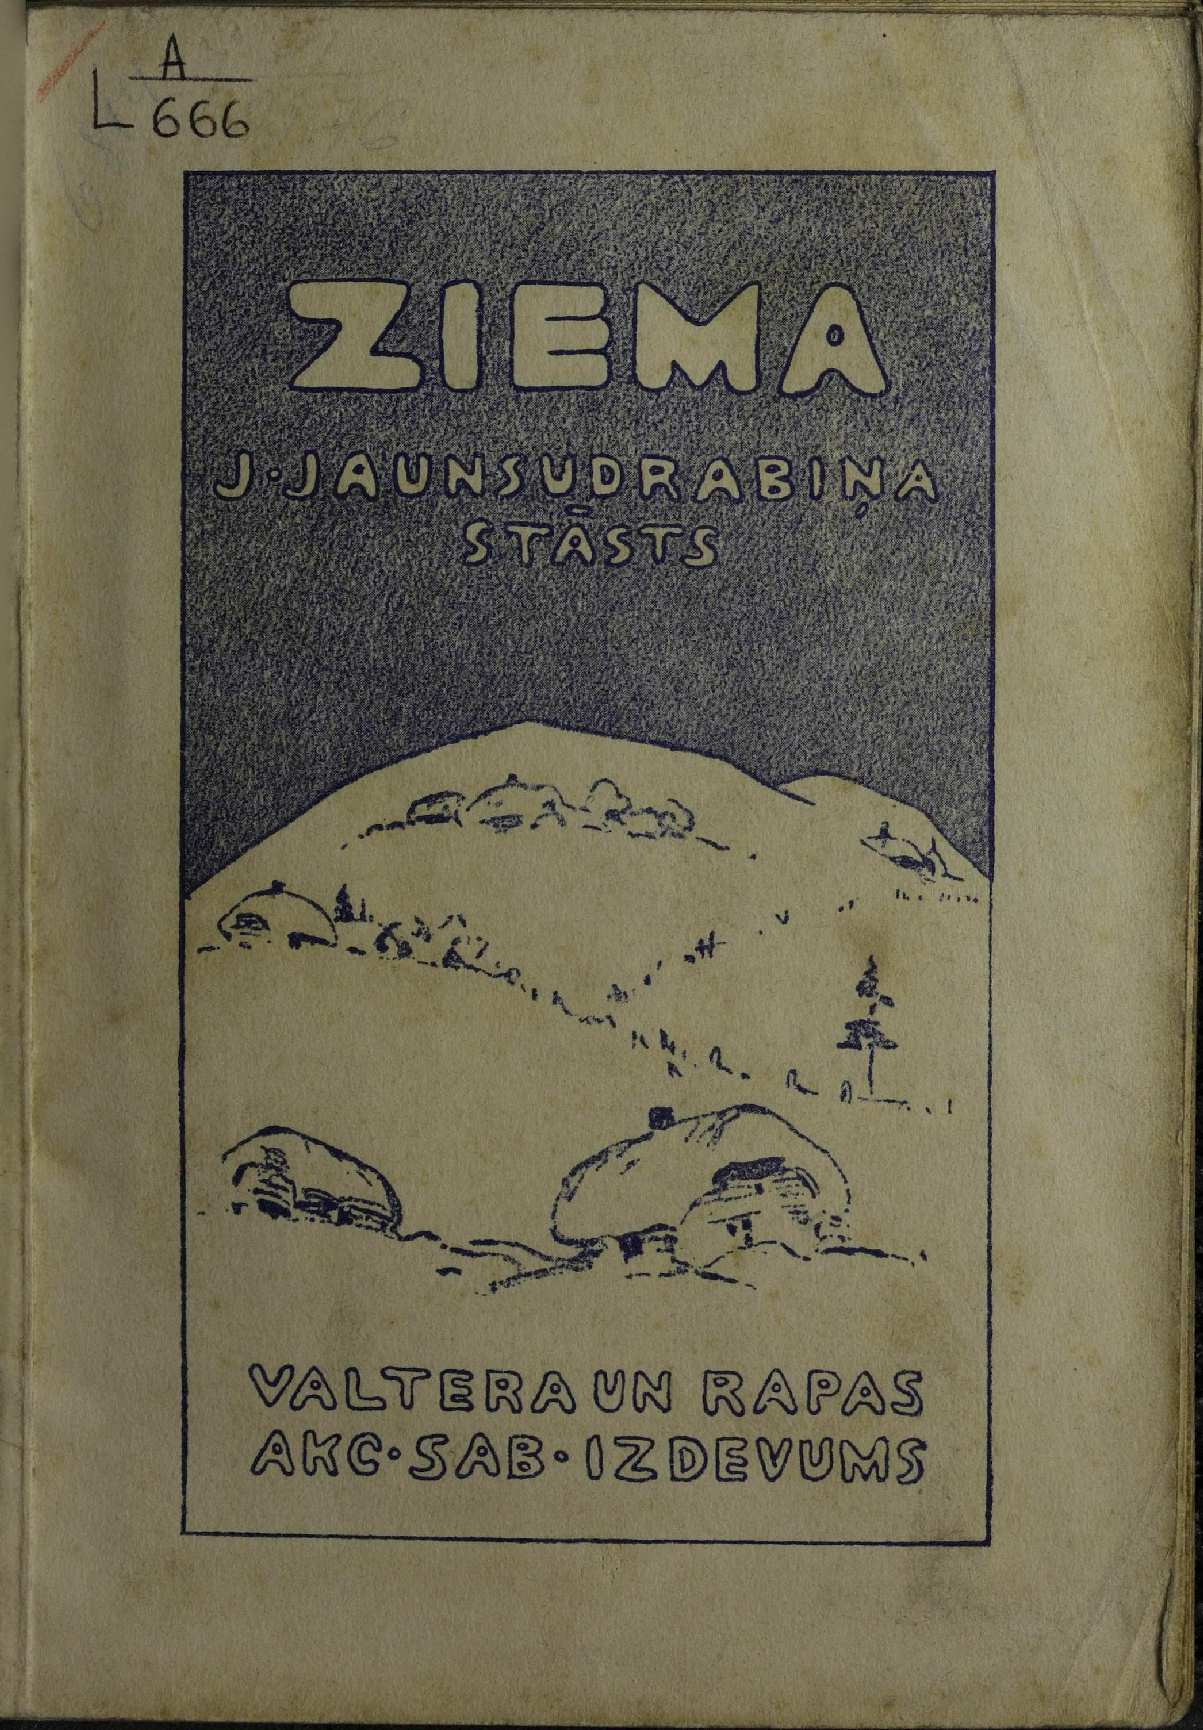 A
L 666
ZIEMA
J·JAUNSUDRABIŅA
STĀSTS
VALTERA UN RAPAS
AKC·SAB·IZDEVUMS